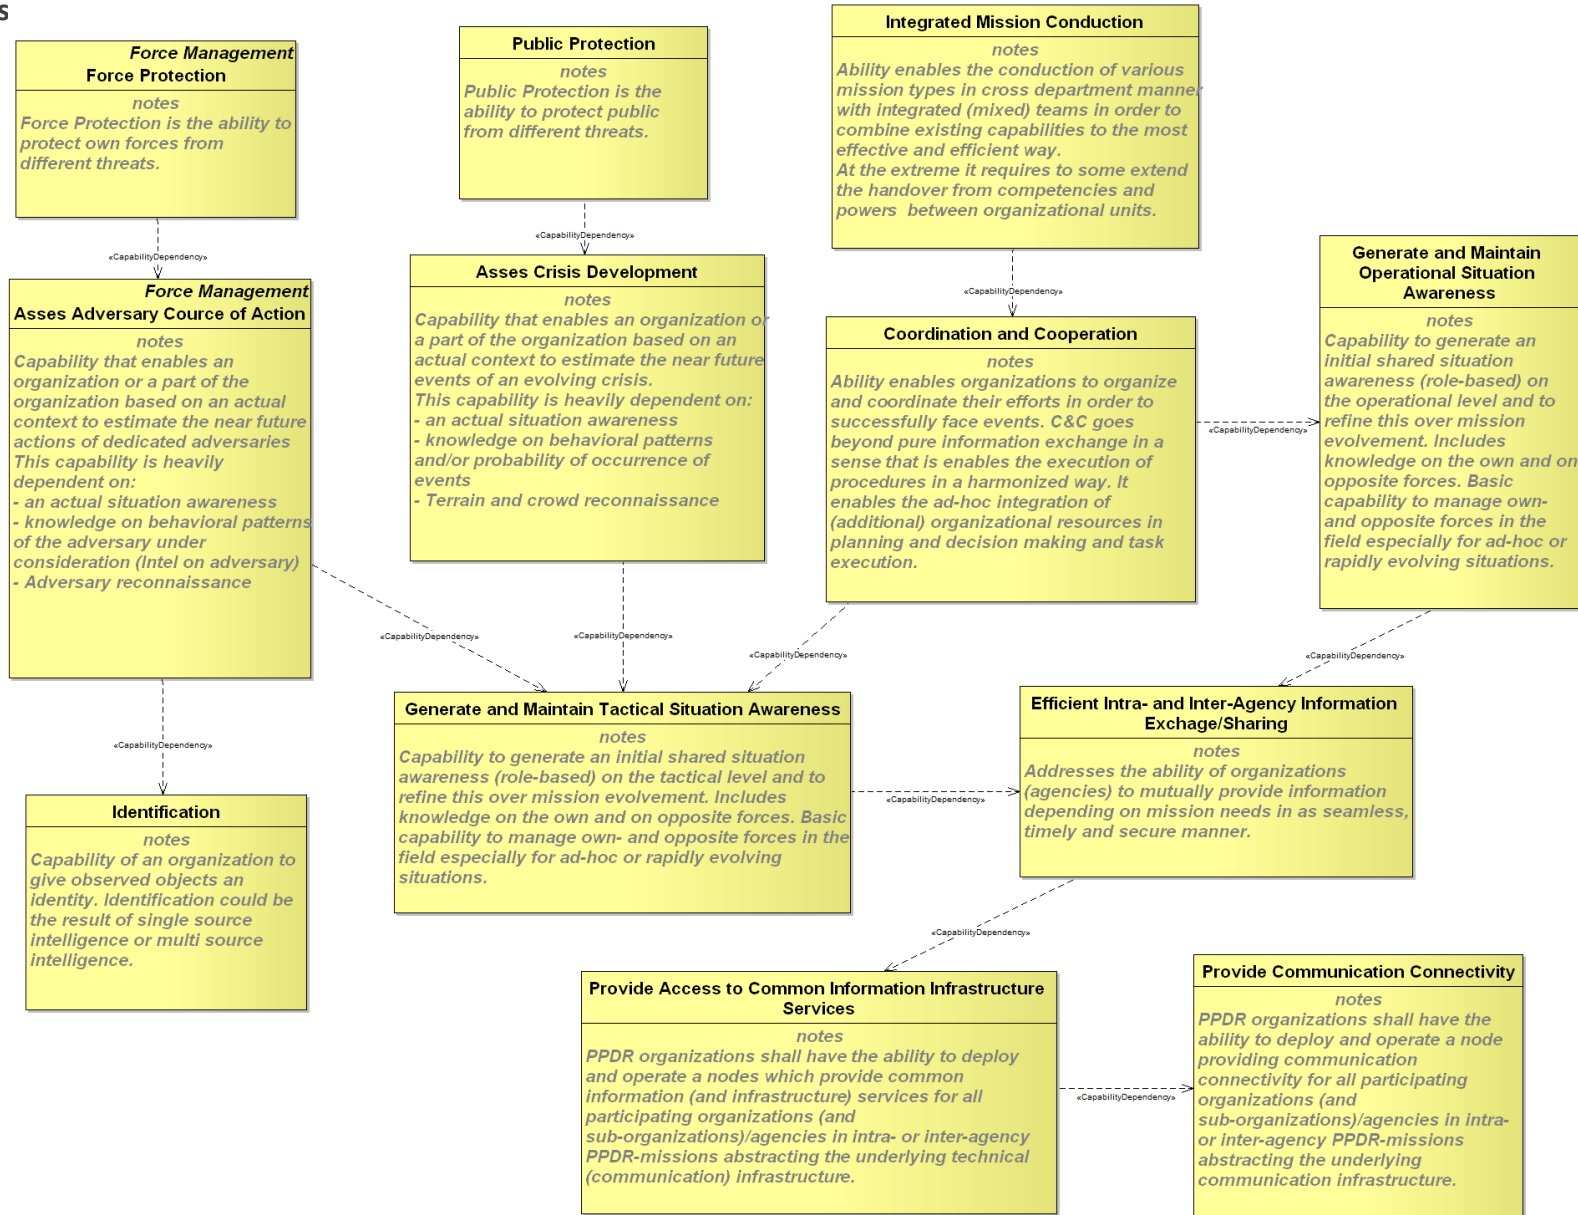 s
Force Management
Force Protection
notes
Force Protection is the ability to
protect own forces from
different threats.
Public Protection
notes
Public Protection is the
ability to protect public
from different threats.
Integrated Mission Conduction
notes
Ability enables the conduction of various
mission types in cross department manner
with integrated (mixed) teams in order to
combine existing capabilities to the most
effective and efficient way.
At the extreme it requires to some extend
the handover from competencies and
powers between organizational units.
«CapabilityDependency»
«CapabilityDependency»
«CapabilityDependency»
Force Management
Asses Adversary Cource of Action
notes
Capability that enables an
organization or a part of the
organization based on an actual
context to estimate the near future
actions of dedicated adversaries
This capability is heavily
dependent on:
- an actual situation awareness
- knowledge on behavioral patterns
of the adversary under
consideration (Intel on adversary)
- Adversary reconnaissance
Asses Crisis Development
notes
Capability that enables an organization or
a part of the organization based on an
actual context to estimate the near future
events of an evolving crisis.
This capability is heavily dependent on:
- an actual situation awareness
- knowledge on behavioral patterns
and/or probability of occurrence of
events
- Terrain and crowd reconnaissance
Coordination and Cooperation
notes
Ability enables organizations to organize
and coordinate their efforts in order to
successfully face events. C&C goes
beyond pure information exchange in a
sense that is enables the execution of
procedures in a harmonized way. It
enables the ad-hoc integration of
(additional) organizational resources in
planning and decision making and task
execution.
«CapabilityDependency»
Generate and Maintain
Operational Situation
Awareness
notes
Capability to generate an
initial shared situation
awareness (role-based) on
the operational level and to
refine this over mission
evolvement. Includes
knowledge on the own and on
opposite forces. Basic
capability to manage own-
and opposite forces in the
field especially for ad-hoc or
rapidly evolving situations.
«CapabilityDependency»
«CapabilityDependency»
«CapabilityDependency»
«CapabilityDependency»
«CapabilityDependency»
Generate and Maintain Tactical Situation Awareness
notes
Capability to generate an initial shared situation
awareness (role-based) on the tactical level and to
refine this over mission evolvement. Includes
knowledge on the own and on opposite forces. Basic
capability to manage own- and opposite forces in the
field especially for ad-hoc or rapidly evolving
situations.
«CapabilityDependency»
Efficient Intra- and Inter-Agency Information
Exchage/Sharing
notes
Addresses the ability of organizations
(agencies) to mutually provide information
depending on mission needs in as seamless,
timely and secure manner.
Identification
notes
Capability of an organization to
give observed objects an
identity. Identification could be
the result of single source
intelligence or multi source
intelligence.
«CapabilityDependency»
Provide Access to Common Information Infrastructure
Services
notes
PPDR organizations shall have the ability to deploy
and operate a nodes which provide common
information (and infrastructure) services for all
participating organizations (and
sub-organizations)/agencies in intra- or inter-agency
PPDR-missions abstracting the underlying technical
(communication) infrastructure.
«CapabilityDependency»
Provide Communication Connectivity
notes
PPDR organizations shall have the
ability to deploy and operate a node
providing communication
connectivity for all participating
organizations (and
sub-organizations)/agencies in intra-
or inter-agency PPDR-missions
abstracting the underlying
communication infrastructure.